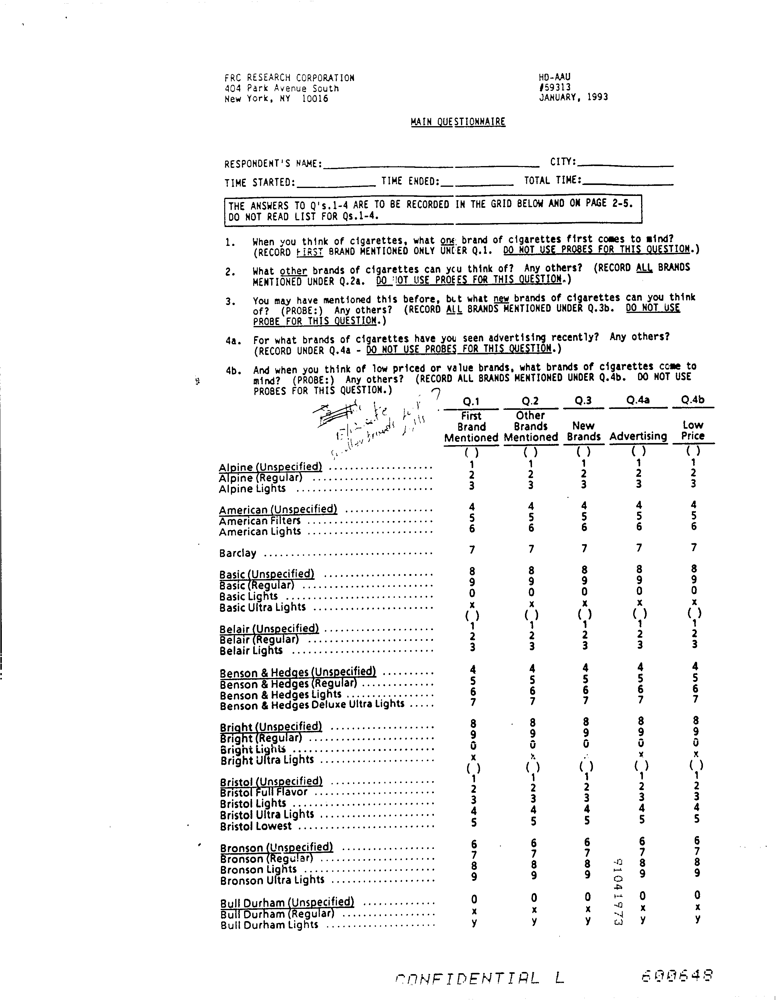 FRC RESEARCH CORPORATION
404 Park Avenue South
New York, NY 10016
HD-AAU
#59313
JANUARY, 1993
MAIN QUESTIONNAIRE
RESPONDENT'S NAME: CITY:
TIME STARTED: TIME ENDED: TOTAL TIME:
THE ANSWERS TO Q's.1-4 ARE TO BE RECORDED IN THE GRID BELOW AND ON PAGE 2-5.
DO NOT READ LIST FOR Qs.1-4.
1. When you think of cigarettes, what one brand of cigarettes first comes to mind?
(RECORD FIRST BRAND MENTIONED ONLY UNDER Q.1. DO NOT USE PROBES FOR THIS QUESTION.)
2. What other brands of cigarettes can you think of? Any others? (RECORD ALL BRANDS
MENTIONED UNDER Q.2a. DO NOT USE PROBES FOR THIS QUESTION.)
3. You may have mentioned this before, but what new brands of cigarettes can you think
of? (PROBE:) Any others? (RECORD ALL BRANDS MENTIONED UNDER Q.3b. DO NOT USE
PROBE FOR THIS QUESTION.)
4a. For what brands of cigarettes have you seen advertising recently? Any others?
(RECORD UNDER Q.4a - DO NOT USE PROBES FOR THIS QUESTION.)
4b. And when you think of low priced or value brands, what brands of cigarettes come to
mind? (PROBE:) Any others? (RECORD ALL BRANDS MENTIONED UNDER Q.4b. DO NOT USE
PROBES FOR THIS QUESTION.)
Eliminate
smaller brands
?
Q.1 Q.2 Q.3 Q.4a Q.4b
First Other
Brand Brands New Low
Mentioned Mentioned Brands Advertising Price
( ) ( ) ( ) ( ) ( )
Alpine (Unspecified) .................... 1 1 1 1 1
Alpine (Regular) ....................... 2 2 2 2 2
Alpine Lights .......................... 3 3 3 3 3
American (Unspecified) ................. 4 4 4 4 4
American Filters ........................ 5 5 5 5 5
American Lights ........................ 6 6 6 6 6
Barclay ................................ 7 7 7 7 7
Basic (Unspecified) ..................... 8 8 8 8 8
Basic (Regular) ......................... 9 9 9 9 9
Basic Lights ............................ 0 0 0 0 0
Basic Ultra Lights ....................... x x x x x
( ) ( ) ( ) ( ) ( )
Belair (Unspecified) ..................... 1 1 1 1 1
Belair (Regular) ........................ 2 2 2 2 2
Belair Lights ........................... 3 3 3 3 3
Benson & Hedges (Unspecified) .......... 4 4 4 4 4
Benson & Hedges (Regular) .............. 5 5 5 5 5
Benson & Hedges Lights ................. 6 6 6 6 6
Benson & Hedges Deluxe Ultra Lights ..... 7 7 7 7 7
Bright (Unspecified) .................... 8 8 8 8 8
Bright (Regular) ........................ 9 9 9 9 9
Bright Lights ........................... 0 0 0 0 0
Bright Ultra Lights ...................... x x x x x
( ) ( ) ( ) ( ) ( )
Bristol (Unspecified) .................... 1 1 1 1 1
Bristol Full Flavor ....................... 2 2 2 2 2
Bristol Lights ........................... 3 3 3 3 3
Bristol Ultra Lights ...................... 4 4 4 4 4
Bristol Lowest .......................... 5 5 5 5 5
Bronson (Unspecified) .................. 6 6 6 6 6
Bronson (Regular) ...................... 7 7 7 7 7
Bronson Lights ......................... 8 8 8 8 8
Bronson Ultra Lights .................... 9 9 9 9 9
Bull Durham (Unspecified) .............. 0 0 0 0 0
Bull Durham (Regular) .................. x x x x x
Bull Durham Lights ..................... y y y y y
91041973
CONFIDENTIAL L 600648